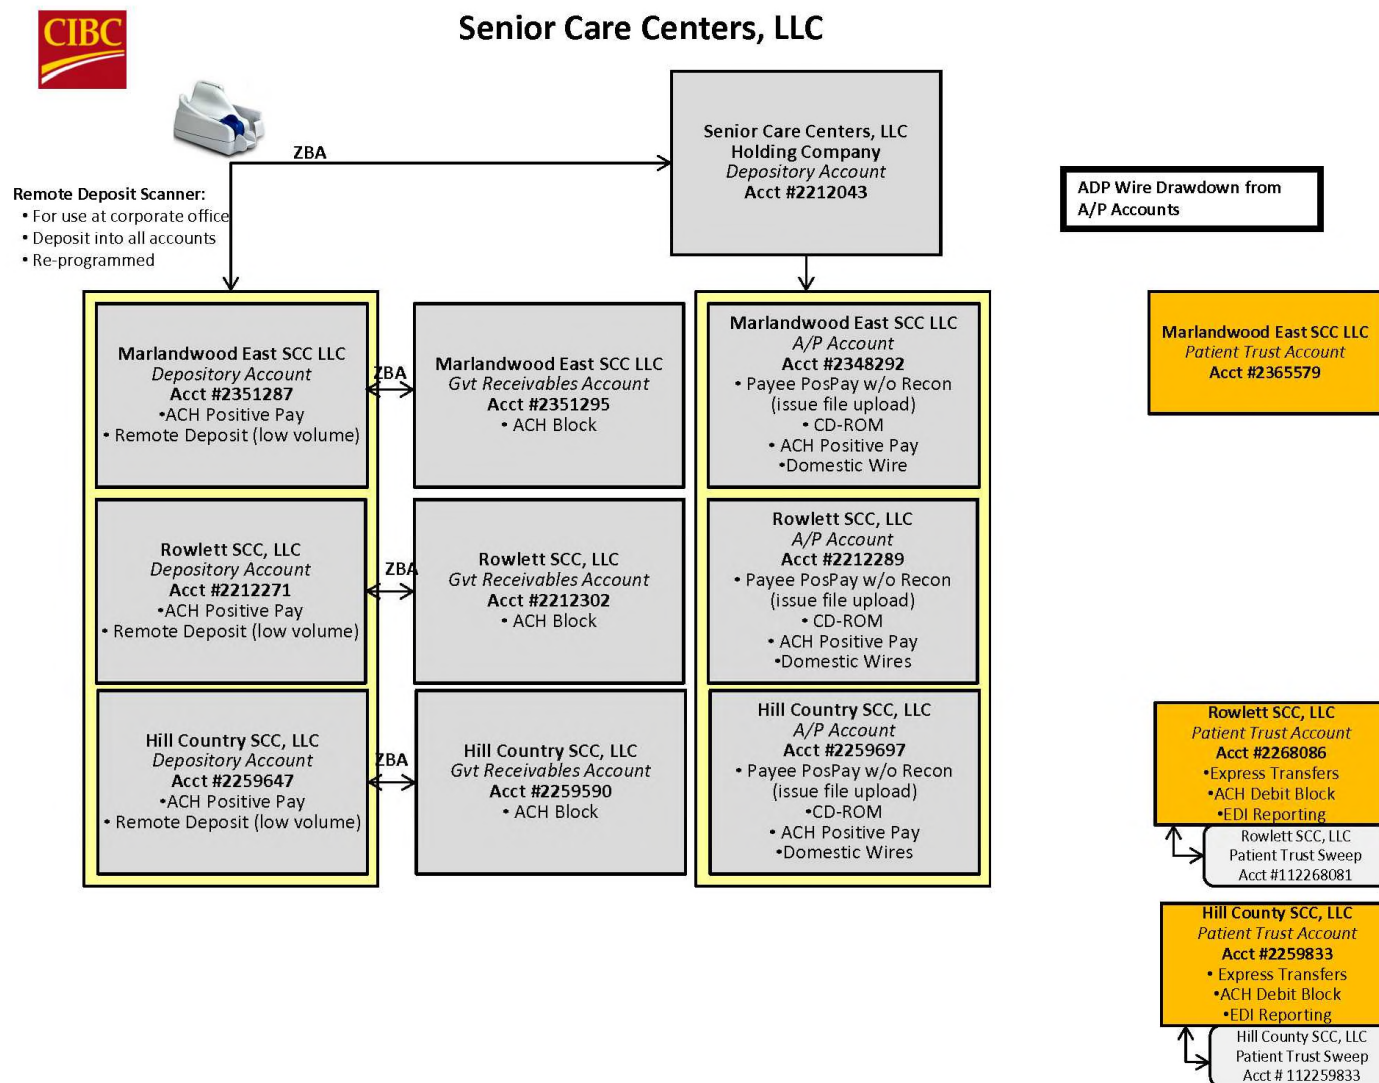 CIBC
Senior Care Centers, LLC
ZBA
Senior Care Centers, LLC
Holding Company
Depository Account
Acct #2212043
Remote Deposit Scanner:
• For use at corporate office
• Deposit into all accounts
• Re-programmed
ADP Wire Drawdown from
A/P Accounts
Marlandwood East SCC LLC
Depository Account
Acct #2351287
•ACH Positive Pay
• Remote Deposit (low volume)
ZBA
Marlandwood East SCC LLC
Gvt Receivables Account
Acct #2351295
• ACH Block
Marlandwood East SCC LLC
A/P Account
Acct #2348292
• Payee PosPay w/o Recon
(issue file upload)
• CD-ROM
• ACH Positive Pay
•Domestic Wire
Marlandwood East SCC LLC
Patient Trust Account
Acct #2365579
Rowlett SCC, LLC
Depository Account
Acct #2212271
•ACH Positive Pay
• Remote Deposit (low volume)
ZBA
Rowlett SCC, LLC
Gvt Receivables Account
Acct #2212302
• ACH Block
Rowlett SCC, LLC
A/P Account
Acct #2212289
• Payee PosPay w/o Recon
(issue file upload)
• CD-ROM
• ACH Positive Pay
•Domestic Wires
Hill Country SCC, LLC
Depository Account
Acct #2259647
•ACH Positive Pay
• Remote Deposit (low volume)
ZBA
Hill Country SCC, LLC
Gvt Receivables Account
Acct #2259590
• ACH Block
Hill Country SCC, LLC
A/P Account
Acct #2259697
• Payee PosPay w/o Recon
(issue file upload)
•CD-ROM
• ACH Positive Pay
•Domestic Wires
Rowlett SCC, LLC
Patient Trust Account
Acct #2268086
•Express Transfers
•ACH Debit Block
•EDI Reporting
Rowlett SCC, LLC
Patient Trust Sweep
Acct #112268081
Hill County SCC, LLC
Patient Trust Account
Acct #2259833
• Express Transfers
•ACH Debit Block
•EDI Reporting
Hill County SCC, LLC
Patient Trust Sweep
Acct # 112259833